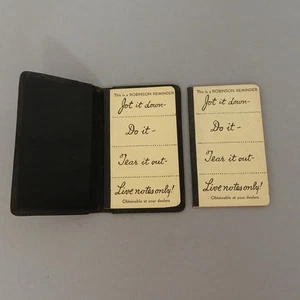 This is a ROBINSON REMINDER
Jot it down-
Do it-
Tear it out-
Live notes only!
Obtainable at your dealers
This is a ROBINSON REMINDER
Jot it down-
Do it-
Tear it out-
Live notes only!
Obtainable at your dealers